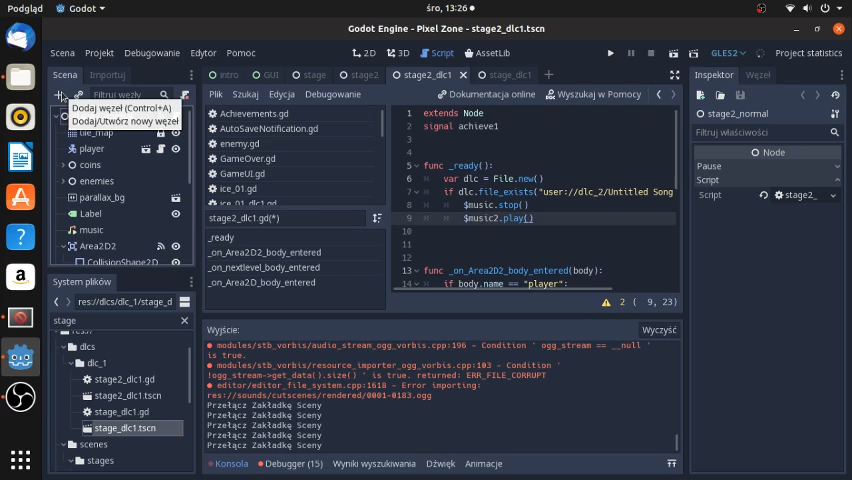 Podgląd
Godot
śro, 13:26
Godot Engine - Pixel Zone - stage2_dlc1.tscn
Scena
Projekt
Debugowanie
Edytor
Pomoc
2D
3D
Script
AssetLib
GLES2
Project statistics
Scena
Importuj
Filtruj węzły
Dodaj węzeł (Control+A)
Dodaj/Utwórz nowy węzeł
tile_map
player
coins
enemies
parallax_bg
Label
music
Area2D2
CollisionShape2D
System plików
res://dlcs/dlc_1/stage_d
stage
dlcs
dlc_1
stage2_dlc1.gd
stage2_dlc1.tscn
stage_dlc1.gd
stage_dlc1.tscn
scenes
stages
intro
GUI
stage
stage2
stage2_dlc1
stage_dlc1
Plik
Szukaj
Edycja
Debugowanie
Dokumentacja online
Wyszukaj w Pomocy
Achievements.gd
AutoSaveNotification.gd
enemy.gd
GameOver.gd
GameUI.gd
ice_01.gd
ice_01_dlc1.gd
stage2_dlc1.gd(*)
_ready
_on_Area2D2_body_entered
_on_nextlevel_body_entered
_on_Area2D_body_entered
1 extends Node
2 signal achieve1
3
4
5 func _ready():
6 var dlc = File.new()
7 if dlc.file_exists("user://dlc_2/Untitled Song
8 $music.stop()
9 $music2.play()
10
11
12
13 func _on_Area2D2_body_entered(body):
14 if body.name == "player":
2 ( 9, 23)
Wyjście:
Wyczyść
modules/stb_vorbis/audio_stream_ogg_vorbis.cpp:196 - Condition ' ogg_stream == __null '
is true.
modules/stb_vorbis/resource_importer_ogg_vorbis.cpp:103 - Condition '
!ogg_stream->get_data().size() ' is true. returned: ERR_FILE_CORRUPT
editor/editor_file_system.cpp:1618 - Error importing:
res://sounds/cutscenes/rendered/0001-0183.ogg
Przełącz Zakładkę Sceny
Przełącz Zakładkę Sceny
Przełącz Zakładkę Sceny
Przełącz Zakładkę Sceny
Przełącz Zakładkę Sceny
Konsola
Debugger (15)
Wyniki wyszukiwania
Dźwięk
Animacje
Inspektor
Węzeł
stage2_normal
Filtruj właściwości
Node
Pause
Script
Script
stage2_